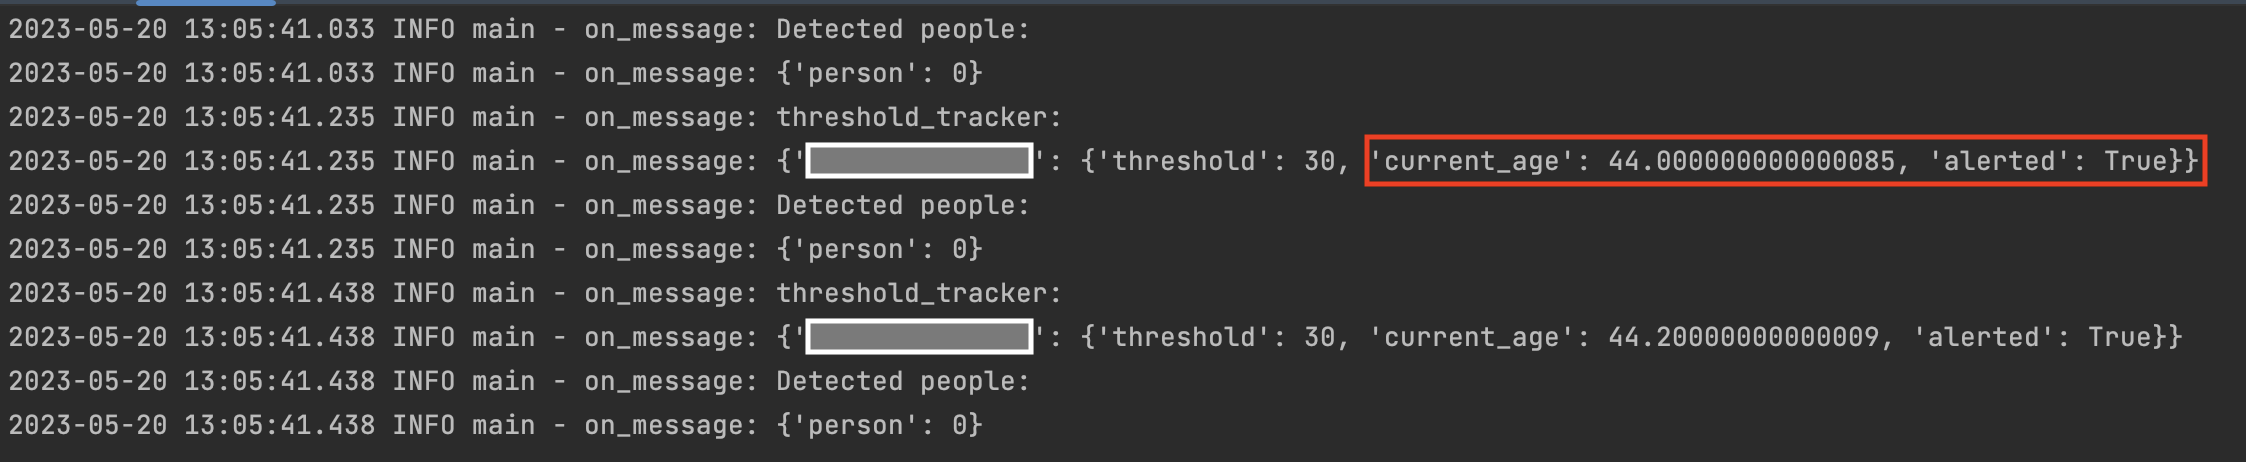 2023-05-20 13:05:41.033 INFO main - on_message: Detected people:
2023-05-20 13:05:41.033 INFO main - on_message: {'person': 0}
2023-05-20 13:05:41.235 INFO main - on_message: threshold_tracker:
2023-05-20 13:05:41.235 INFO main - on_message: {' ': {'threshold': 30, 'current_age': 44.000000000000085, 'alerted': True}}
2023-05-20 13:05:41.235 INFO main - on_message: Detected people:
2023-05-20 13:05:41.235 INFO main - on_message: {'person': 0}
2023-05-20 13:05:41.438 INFO main - on_message: threshold_tracker:
2023-05-20 13:05:41.438 INFO main - on_message: {' ': {'threshold': 30, 'current_age': 44.20000000000009, 'alerted': True}}
2023-05-20 13:05:41.438 INFO main - on_message: Detected people:
2023-05-20 13:05:41.438 INFO main - on_message: {'person': 0}